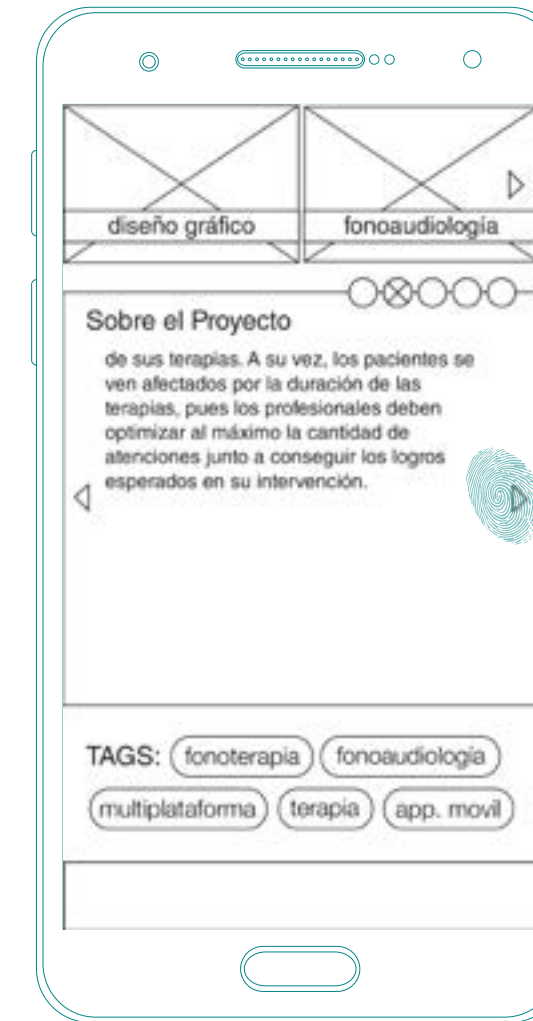 diseño gráfico fonoaudiología
Sobre el Proyecto
de sus terapias. A su vez, los pacientes se
ven afectados por la duración de las
terapias, pues los profesionales deben
optimizar al máximo la cantidad de
atenciones junto a conseguir los logros
esperados en su intervención.
TAGS: fonoterapia fonoaudiología
multiplataforma terapia app. movil